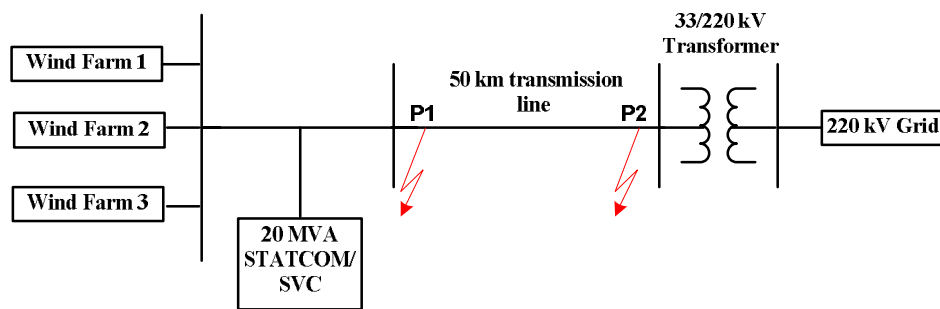 33/220 kV
Transformer
Wind Farm 1
50 km transmission
line
P1
P2
Wind Farm 2
220 kV Grid
Wind Farm 3
20 MVA
STATCOM/
SVC